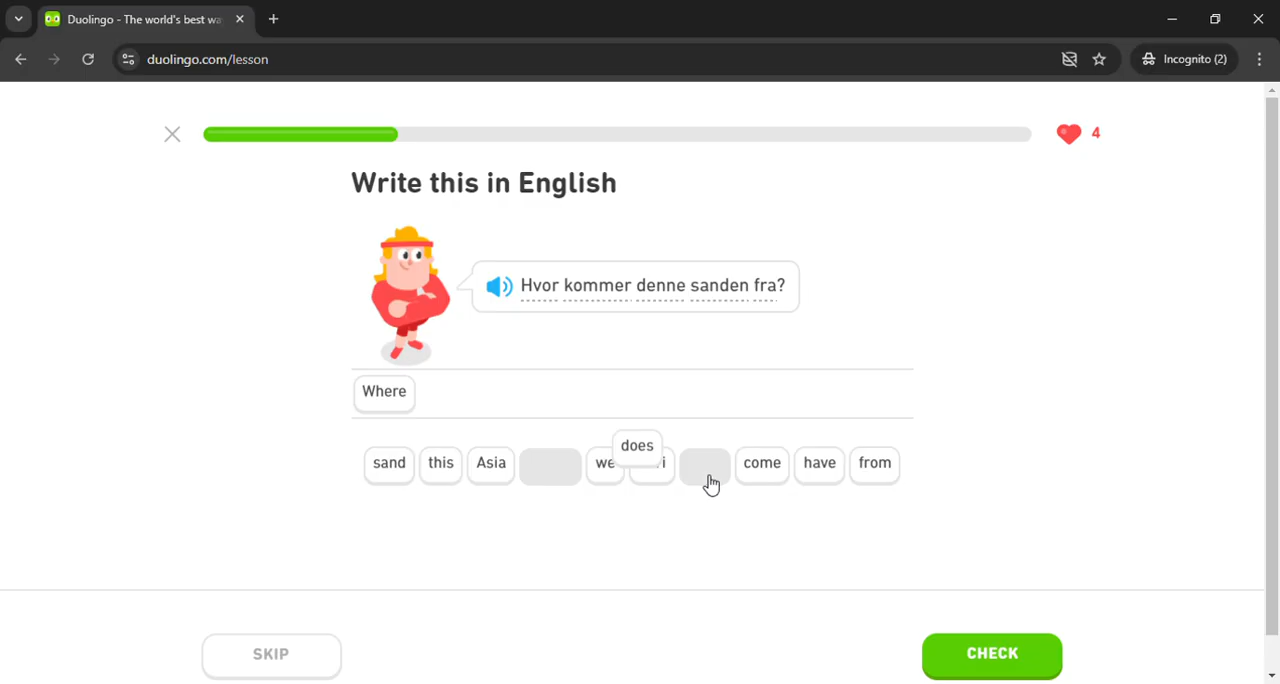 Duolingo - The world's best wa
duolingo.com/lesson
Incognito (2)
4
Write this in English
Hvor kommer denne sanden fra?
Where
does
sand this Asia we come have from
SKIP CHECK